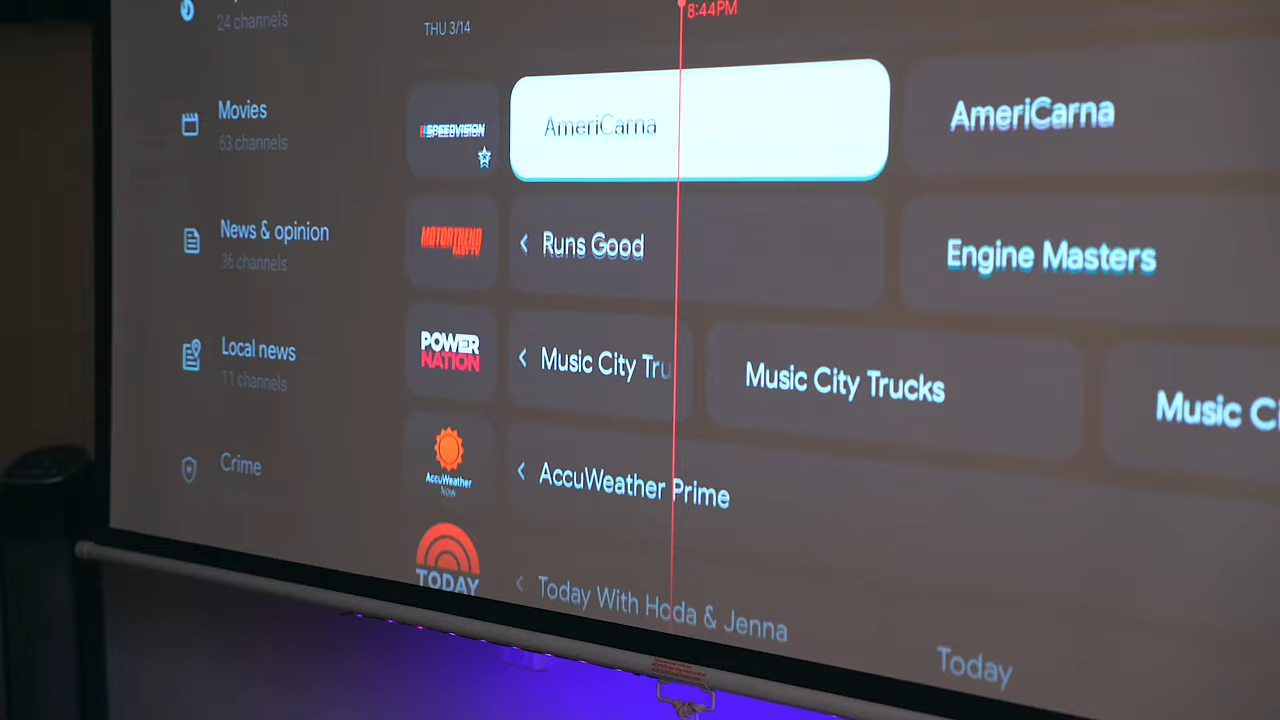 24 channels
Movies
63 channels
News & opinion
36 channels
Local news
11 channels
Crime
THU 3/14
8:44PM
SPEEDVISION
AmeriCarna
AmeriCarna
MOTORTREND
Runs Good
Engine Masters
POWER
NATION
Music City Tru
Music City Trucks
Music Ci
AccuWeather
Now
AccuWeather Prime
TODAY
Today With Hoda & Jenna
Today